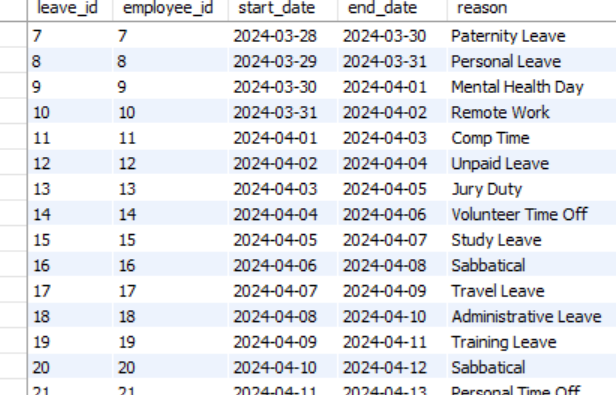 leave_id employee_id start_date end_date reason
7 7 2024-03-28 2024-03-30 Paternity Leave
8 8 2024-03-29 2024-03-31 Personal Leave
9 9 2024-03-30 2024-04-01 Mental Health Day
10 10 2024-03-31 2024-04-02 Remote Work
11 11 2024-04-01 2024-04-03 Comp Time
12 12 2024-04-02 2024-04-04 Unpaid Leave
13 13 2024-04-03 2024-04-05 Jury Duty
14 14 2024-04-04 2024-04-06 Volunteer Time Off
15 15 2024-04-05 2024-04-07 Study Leave
16 16 2024-04-06 2024-04-08 Sabbatical
17 17 2024-04-07 2024-04-09 Travel Leave
18 18 2024-04-08 2024-04-10 Administrative Leave
19 19 2024-04-09 2024-04-11 Training Leave
20 20 2024-04-10 2024-04-12 Sabbatical
21 21 2024-04-11 2024-04-13 Personal Time Off